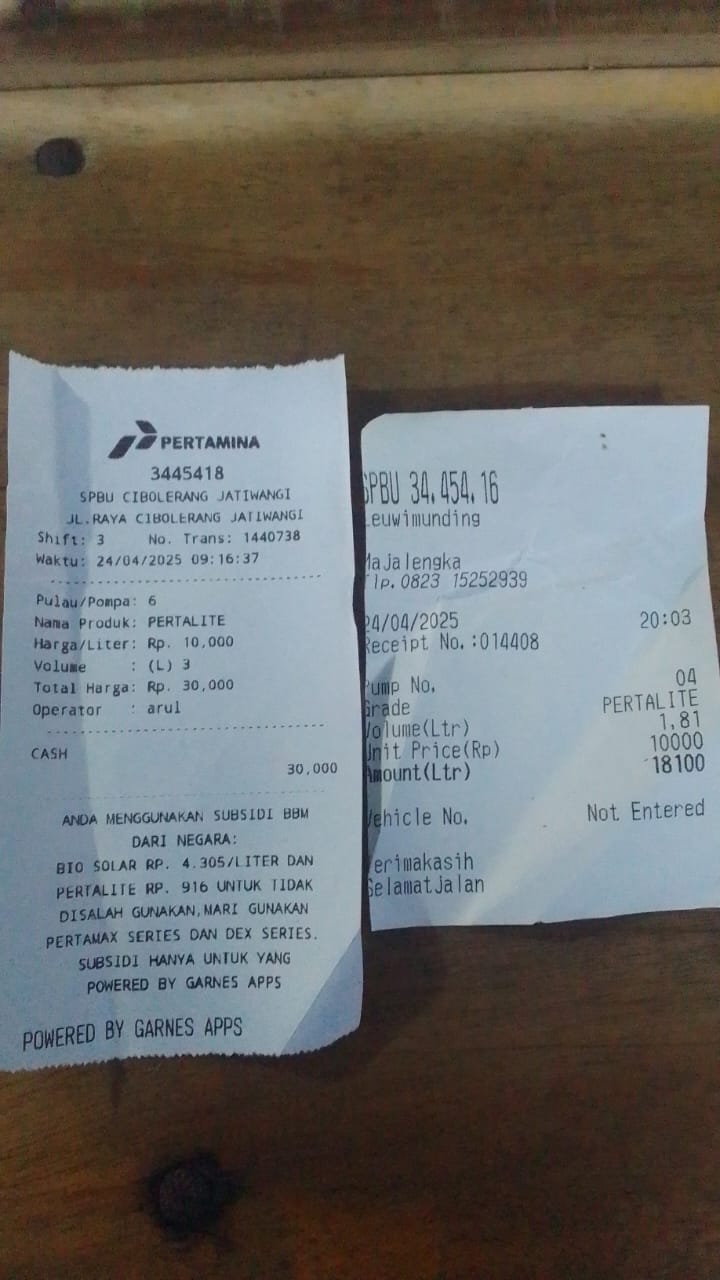 PERTAMINA
3445418
SPBU CIBOLERANG JATIWANGI
JL.RAYA CIBOLERANG JATIWANGI
Shift: 3 No. Trans: 1440738
Waktu: 24/04/2025 09:16:37
Pulau/Pompa: 6
Nama Produk: PERTALITE
Harga/Liter: Rp. 10,000
Volume : (L) 3
Total Harga: Rp. 30,000
Operator : arul
CASH
30,000
ANDA MENGGUNAKAN SUBSIDI BBM
DARI NEGARA:
BIO SOLAR RP. 4.305/LITER DAN
PERTALITE RP. 916 UNTUK TIDAK
DISALAH GUNAKAN,MARI GUNAKAN
PERTAMAX SERIES DAN DEX SERIES.
SUBSIDI HANYA UNTUK YANG
POWERED BY GARNES APPS
POWERED BY GARNES APPS
SPBU 34.454.16
Leuwimunding
Majalengka
Tlp.0823 15252939
24/04/2025 20:03
Receipt No.:014408
Pump No. 04
Grade PERTALITE
Volume(Ltr) 1,81
Unit Price(Rp) 10000
Amount(Ltr) 18100
Vehicle No. Not Entered
Terimakasih
SelamatJalan